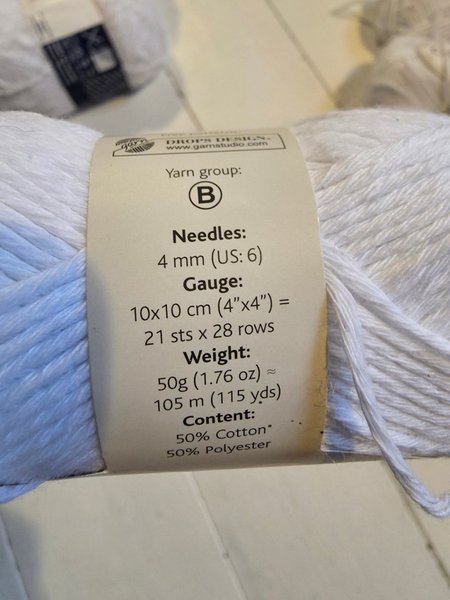 DROPS DESIGN.
www.garnstudio.com
Yarn group:
B
Needles:
4 mm (US: 6)
Gauge:
10x10 cm (4"x4") =
21 sts x 28 rows
Weight:
50g (1.76 oz) ≈
105 m (115 yds)
Content:
50% Cotton*
50% Polyester